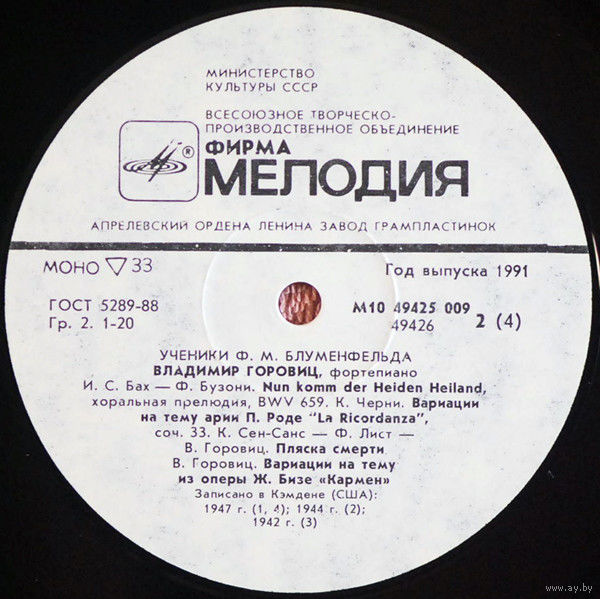 МИНИСТЕРСТВО
КУЛЬТУРЫ СССР
ВСЕСОЮЗНОЕ ТВОРЧЕСКО-
ПРОИЗВОДСТВЕННОЕ ОБЪЕДИНЕНИЕ
®
ФИРМА
МЕЛОДИЯ
АПРЕЛЕВСКИЙ ОРДЕНА ЛЕНИНА ЗАВОД ГРАМПЛАСТИНОК
МОНО ▽ 33
Год выпуска 1991
ГОСТ 5289-88
Гр. 2. 1-20
М10 49425 009
49426
2 (4)
УЧЕНИКИ Ф. М. БЛУМЕНФЕЛЬДА
ВЛАДИМИР ГОРОВИЦ, фортепиано
И. С. Бах — Ф. Бузони. Nun komm der Heiden Heiland,
хоральная прелюдия, BWV 659. К. Черни. Вариации
на тему арии П. Роде "La Ricordanza",
соч. 33. К. Сен-Санс — Ф. Лист —
В. Горовиц. Пляска смерти.
В. Горовиц. Вариации на тему
из оперы Ж. Бизе «Кармен»
Записано в Кэмдене (США):
1947 г. (1, 4); 1944 г. (2);
1942 г. (3)
www.ay.by